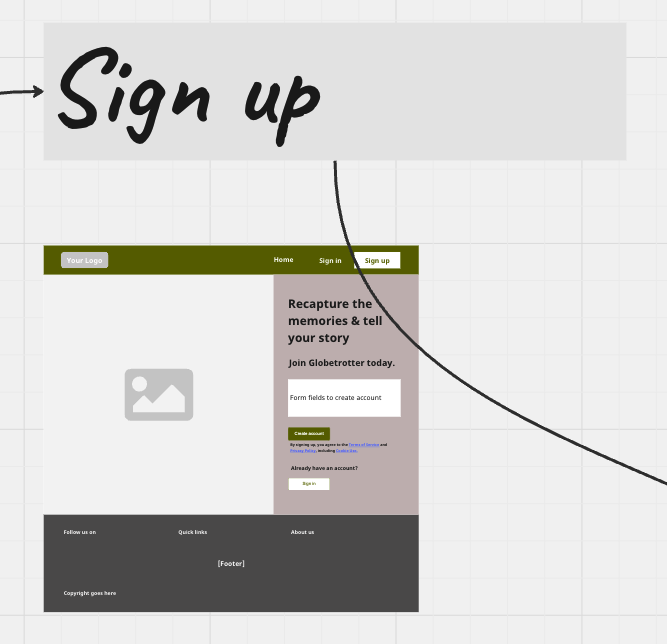 Sign up
Your Logo
Home
Sign in
Sign up
Recapture the
memories & tell
your story
Join Globetrotter today.
Form fields to create account
Create account
By signing up, you agree to the Terms of Service and
Privacy Policy, including Cookie Use.
Already have an account?
Sign in
Follow us on
Quick links
About us
[Footer]
Copyright goes here